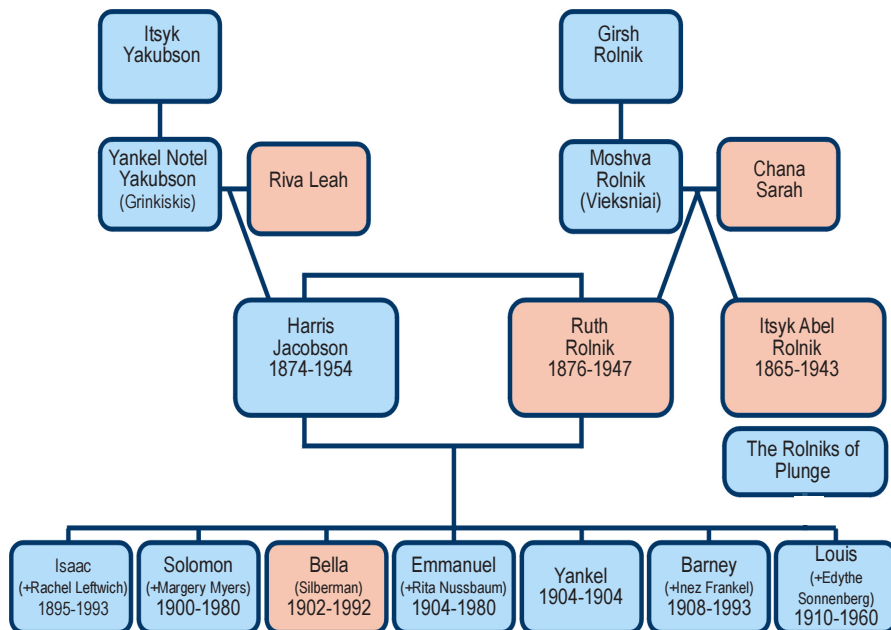 Itsyk
Yakubson
Girsh
Rolnik
Yankel Notel
Yakubson
(Grinkiskis)
Riva Leah
Moshva
Rolnik
(Vieksniai)
Chana
Sarah
Harris
Jacobson
1874-1954
Ruth
Rolnik
1876-1947
Itsyk Abel
Rolnik
1865-1943
The Rolniks of
Plunge
Isaac
(+Rachel Leftwich)
1895-1993
Solomon
(+Margery Myers)
1900-1980
Bella
(Silberman)
1902-1992
Emmanuel
(+Rita Nussbaum)
1904-1980
Yankel
1904-1904
Barney
(+Inez Frankel)
1908-1993
Louis
(+Edythe
Sonnenberg)
1910-1960